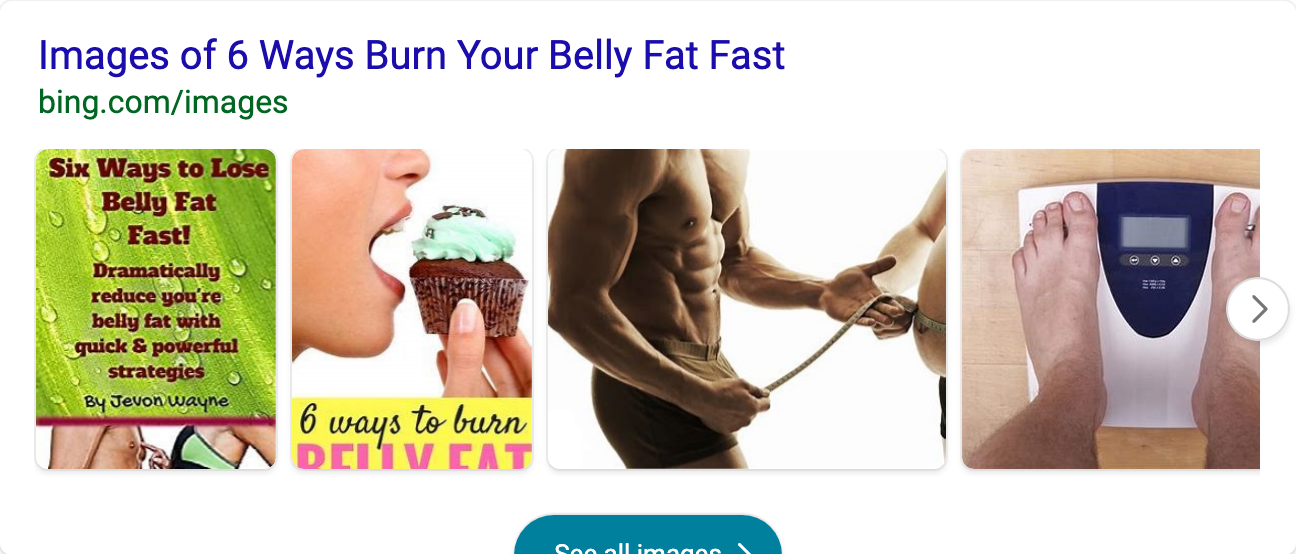 Images of 6 Ways Burn Your Belly Fat Fast
bing.com/images
Six Ways to Lose
Belly Fat
Fast!
Dramatically
reduce you're
belly fat with
quick & powerful
strategies
By Jevon Wayne
6 ways to burn
BELLY FAT
See all images